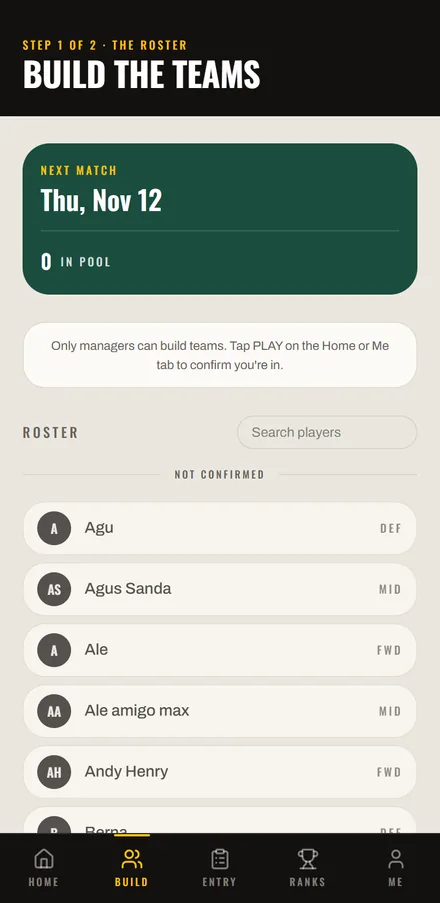 STEP 1 OF 2 · THE ROSTER
BUILD THE TEAMS
NEXT MATCH
Thu, Nov 12
0 IN POOL
Only managers can build teams. Tap PLAY on the Home or Me
tab to confirm you're in.
ROSTER
Search players
NOT CONFIRMED
A Agu DEF
AS Agus Sanda MID
A Ale FWD
AA Ale amigo max MID
AH Andy Henry FWD
B Berna DEF
HOME BUILD ENTRY RANKS ME